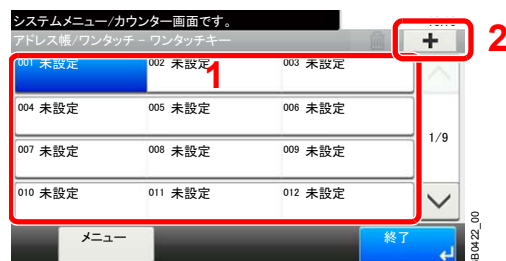 システムメニュー/カウンター画面です。
アドレス帳/ワンタッチ - ワンタッチキー
+ 2
001 未設定 002 未設定 003 未設定
1
004 未設定 005 未設定 006 未設定
1/9
007 未設定 008 未設定 009 未設定
010 未設定 011 未設定 012 未設定
メニュー 終了
B0422_00